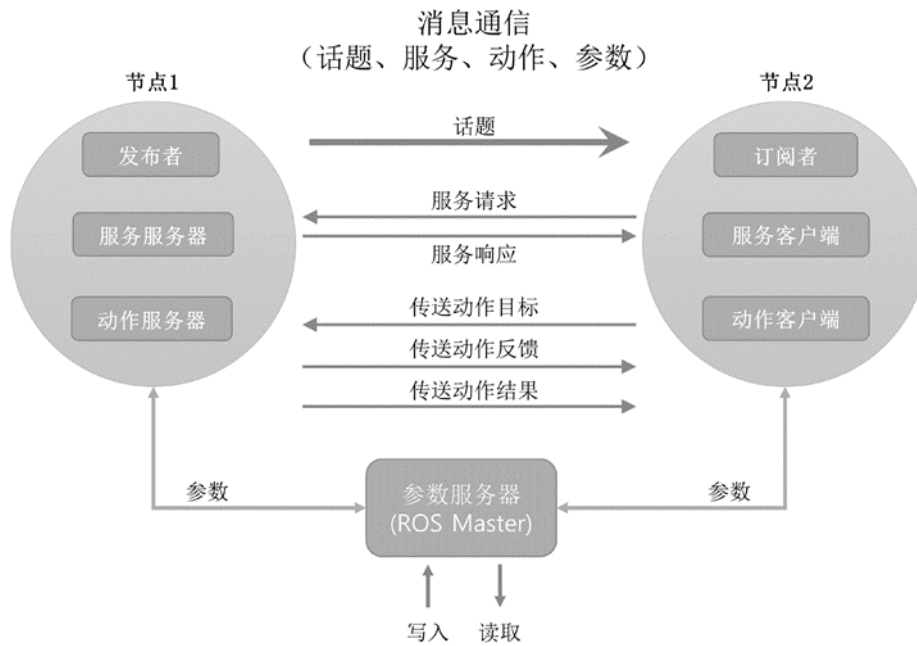 消息通信
（话题、服务、动作、参数）
节点1
节点2
话题
发布者
订阅者
服务请求
服务服务器
服务客户端
服务响应
传送动作目标
动作服务器
动作客户端
传送动作反馈
传送动作结果
参数
参数服务器
(ROS Master)
参数
写入
读取